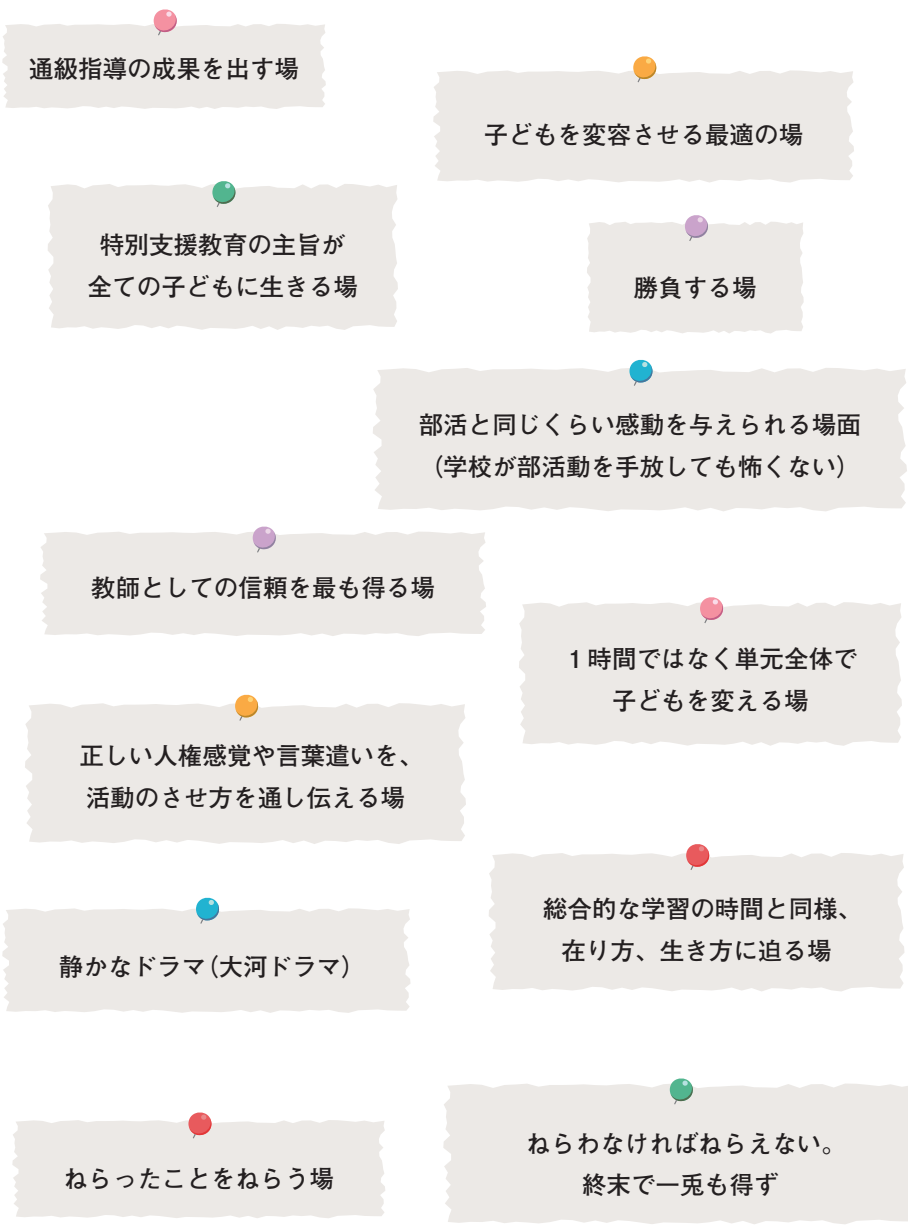 通級指導の成果を出す場
子どもを変容させる最適の場
特別支援教育の主旨が
全ての子どもに生きる場
勝負する場
部活と同じくらい感動を与えられる場面
(学校が部活動を手放しても怖くない)
教師としての信頼を最も得る場
1時間ではなく単元全体で
子どもを変える場
正しい人権感覚や言葉遣いを、
活動のさせ方を通し伝える場
総合的な学習の時間と同様、
在り方、生き方に迫る場
静かなドラマ(大河ドラマ)
ねらわなければねらえない。
終末で一兎も得ず
ねらったことをねらう場